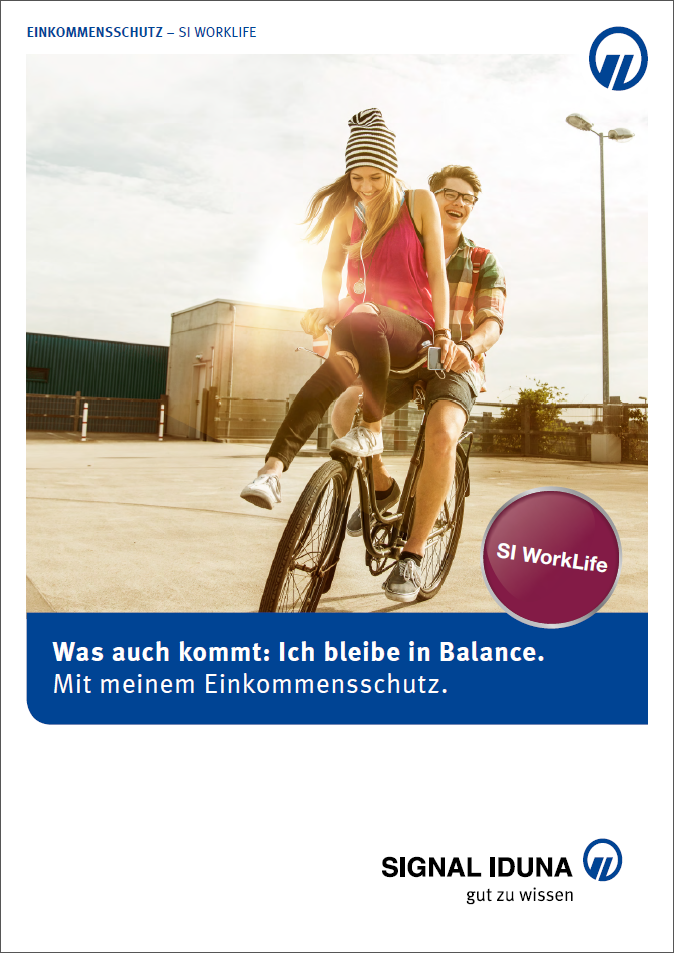 EINKOMMENSSCHUTZ – SI WORKLIFE
SI WorkLife
Was auch kommt: Ich bleibe in Balance.
Mit meinem Einkommensschutz.
SIGNAL IDUNA
gut zu wissen